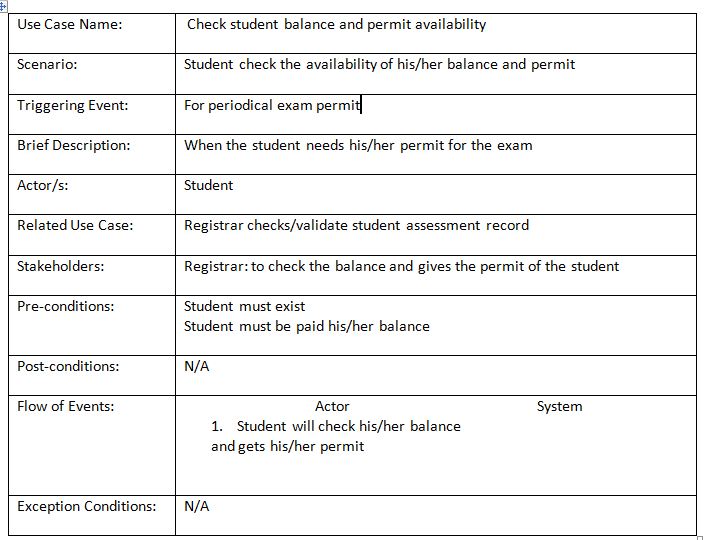 Use Case Name: Check student balance and permit availability
Scenario: Student check the availability of his/her balance and permit
Triggering Event: For periodical exam permit
Brief Description: When the student needs his/her permit for the exam
Actor/s: Student
Related Use Case: Registrar checks/validate student assessment record
Stakeholders: Registrar: to check the balance and gives the permit of the student
Pre-conditions: Student must exist
Student must be paid his/her balance
Post-conditions: N/A
Flow of Events: Actor System
1. Student will check his/her balance
and gets his/her permit
Exception Conditions: N/A